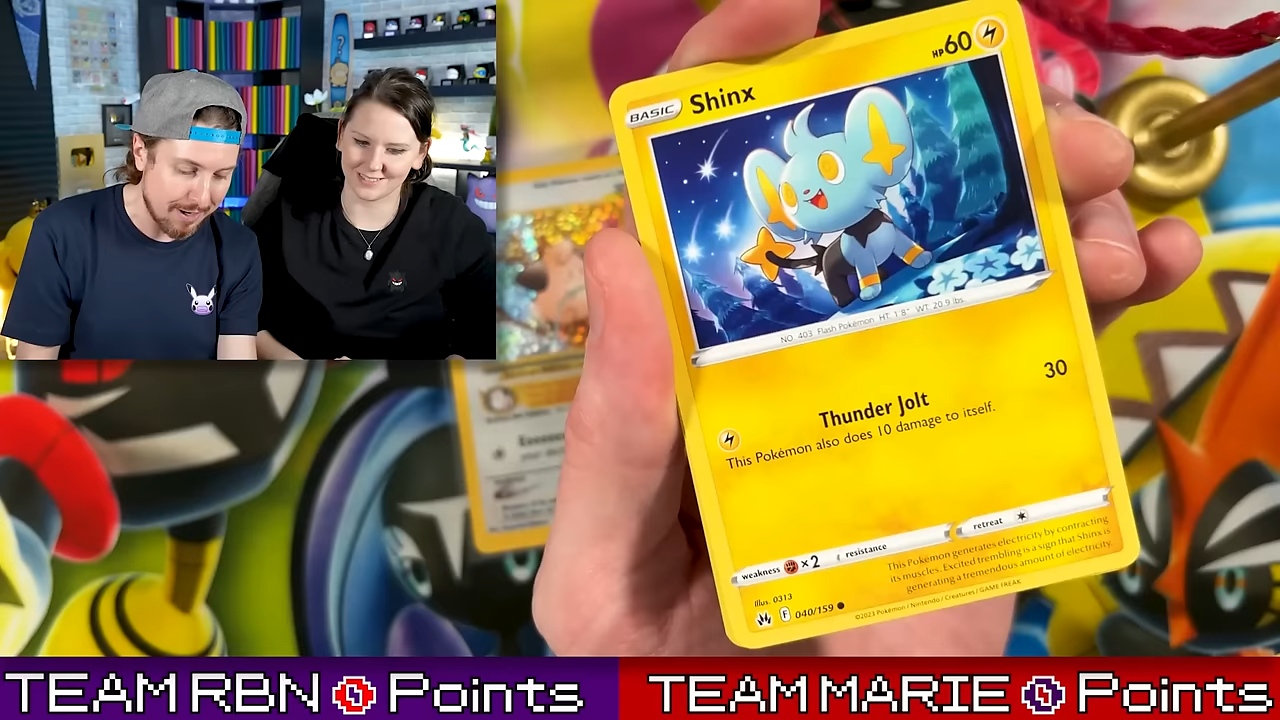 BASIC Shinx HP60
NO. 403 Flash Pokémon HT: 1'8" WT: 20.9 lbs
Thunder Jolt 30
This Pokémon also does 10 damage to itself.
weakness ×2 resistance retreat
This Pokémon generates electricity by contracting
its muscles. Excited trembling is a sign that Shinx is
generating a tremendous amount of electricity.
Illus. 0313
F 040/159
©2023 Pokémon / Nintendo / Creatures / GAME FREAK
TEAM RBN Points
TEAM MARIE Points